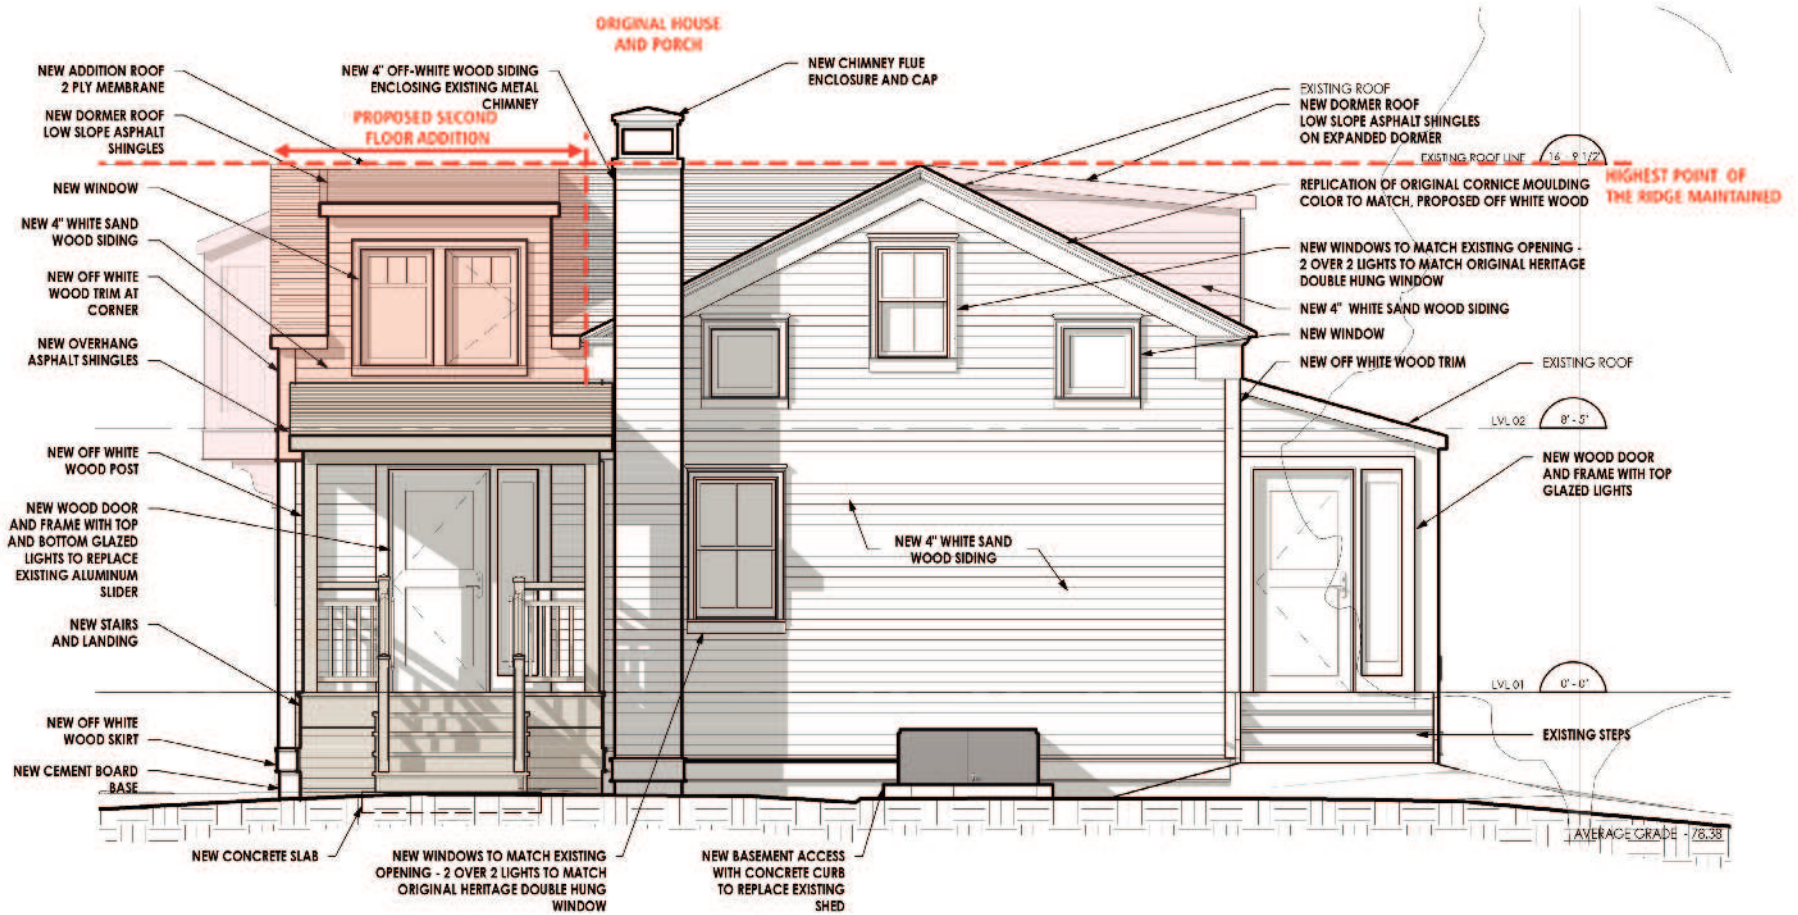 ORIGINAL HOUSE
AND PORCH
NEW ADDITION ROOF
2 PLY MEMBRANE
NEW DORMER ROOF
LOW SLOPE ASPHALT
SHINGLES
NEW WINDOW
NEW 4" WHITE SAND
WOOD SIDING
NEW OFF WHITE
WOOD TRIM AT
CORNER
NEW OVERHANG
ASPHALT SHINGLES
NEW OFF WHITE
WOOD POST
NEW WOOD DOOR
AND FRAME WITH TOP
AND BOTTOM GLAZED
LIGHTS TO REPLACE
EXISTING ALUMINUM
SLIDER
NEW STAIRS
AND LANDING
NEW OFF WHITE
WOOD SKIRT
NEW CEMENT BOARD
BASE
NEW 4" OFF-WHITE WOOD SIDING
ENCLOSING EXISTING METAL
CHIMNEY
PROPOSED SECOND
FLOOR ADDITION
NEW CHIMNEY FLUE
ENCLOSURE AND CAP
NEW 4" WHITE SAND
WOOD SIDING
EXISTING ROOF
NEW DORMER ROOF
LOW SLOPE ASPHALT SHINGLES
ON EXPANDED DORMER
EXISTING ROOF LINE
16' - 9 1/2"
HIGHEST POINT OF
THE RIDGE MAINTAINED
REPLICATION OF ORIGINAL CORNICE MOULDING
COLOR TO MATCH, PROPOSED OFF WHITE WOOD
NEW WINDOWS TO MATCH EXISTING OPENING -
2 OVER 2 LIGHTS TO MATCH ORIGINAL HERITAGE
DOUBLE HUNG WINDOW
NEW 4" WHITE SAND WOOD SIDING
NEW WINDOW
NEW OFF WHITE WOOD TRIM
EXISTING ROOF
LVL 02
8' - 5"
NEW WOOD DOOR
AND FRAME WITH TOP
GLAZED LIGHTS
LVL 01
0' - 0"
EXISTING STEPS
AVERAGE GRADE - 78.38
NEW CONCRETE SLAB
NEW WINDOWS TO MATCH EXISTING
OPENING - 2 OVER 2 LIGHTS TO MATCH
ORIGINAL HERITAGE DOUBLE HUNG
WINDOW
NEW BASEMENT ACCESS
WITH CONCRETE CURB
TO REPLACE EXISTING
SHED